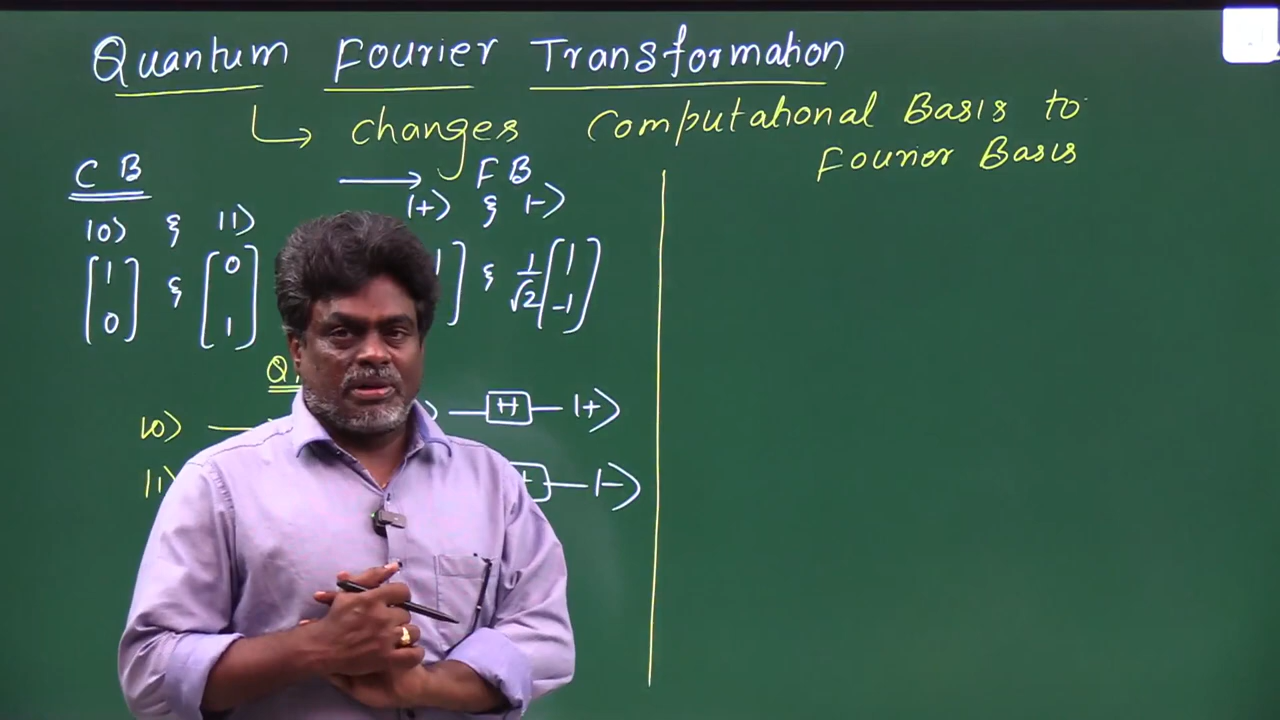 Quantum Fourier Transformation
↳ changes Computational Basis to
Fourier Basis
C B → F B
|0⟩ & |1⟩ |+⟩ & |-⟩
[1 0] & [0 1] 1] & 1/√2 [1 -1]
|0⟩ → H — |+⟩
|1⟩ — |-⟩